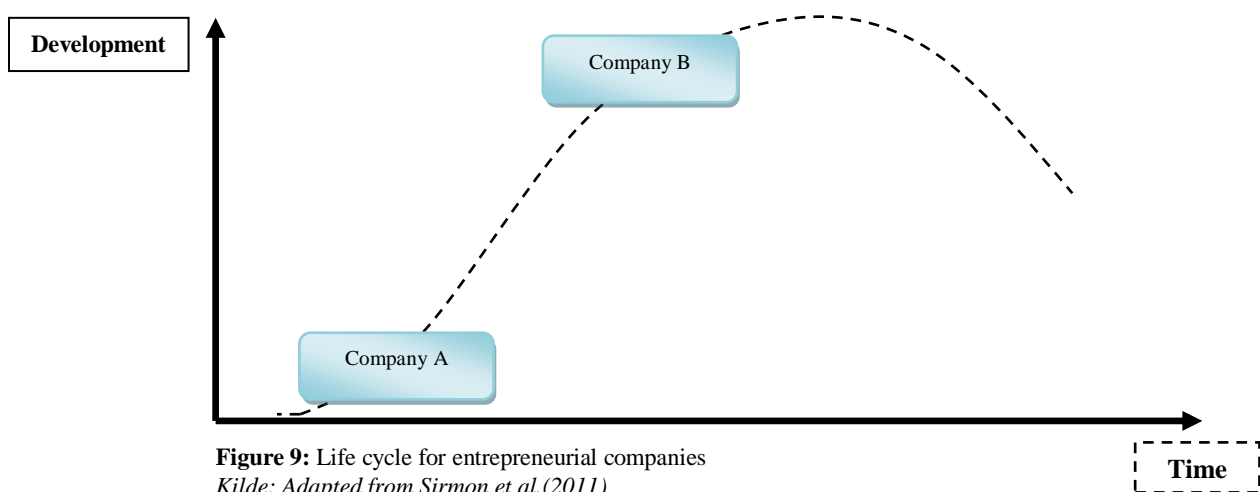 Development
Company B
Company A
Figure 9: Life cycle for entrepreneurial companies
Time
Kilde: Adapted from Sirmon et al.(2011)